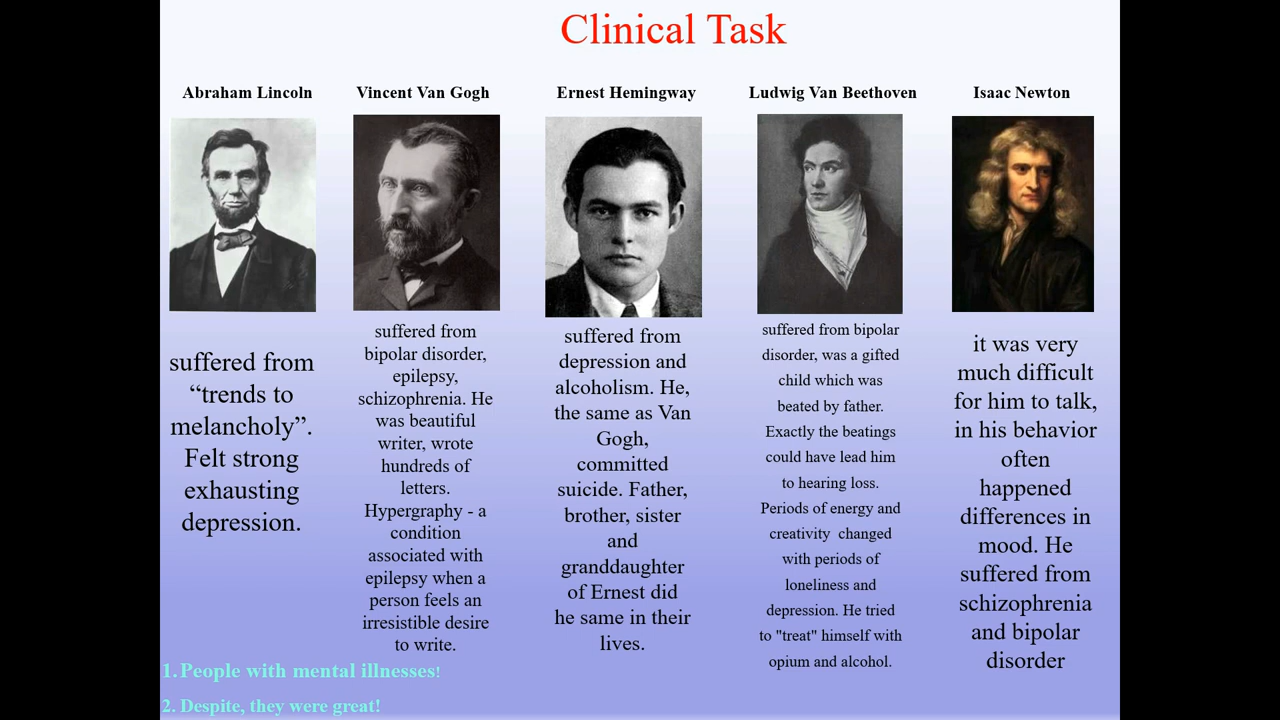 Clinical Task
Abraham Lincoln
suffered from
“trends to
melancholy”.
Felt strong
exhausting
depression.
Vincent Van Gogh
suffered from
bipolar disorder,
epilepsy,
schizophrenia. He
was beautiful
writer, wrote
hundreds of
letters.
Hypergraphy - a
condition
associated with
epilepsy when a
person feels an
irresistible desire
to write.
Ernest Hemingway
suffered from
depression and
alcoholism. He,
the same as Van
Gogh,
committed
suicide. Father,
brother, sister
and
granddaughter
of Ernest did
he same in their
lives.
Ludwig Van Beethoven
suffered from bipolar
disorder, was a gifted
child which was
beated by father.
Exactly the beatings
could have lead him
to hearing loss.
Periods of energy and
creativity changed
with periods of
loneliness and
depression. He tried
to "treat" himself with
opium and alcohol.
Isaac Newton
it was very
much difficult
for him to talk,
in his behavior
often
happened
differences in
mood. He
suffered from
schizophrenia
and bipolar
disorder
1. People with mental illnesses!
2. Despite, they were great!